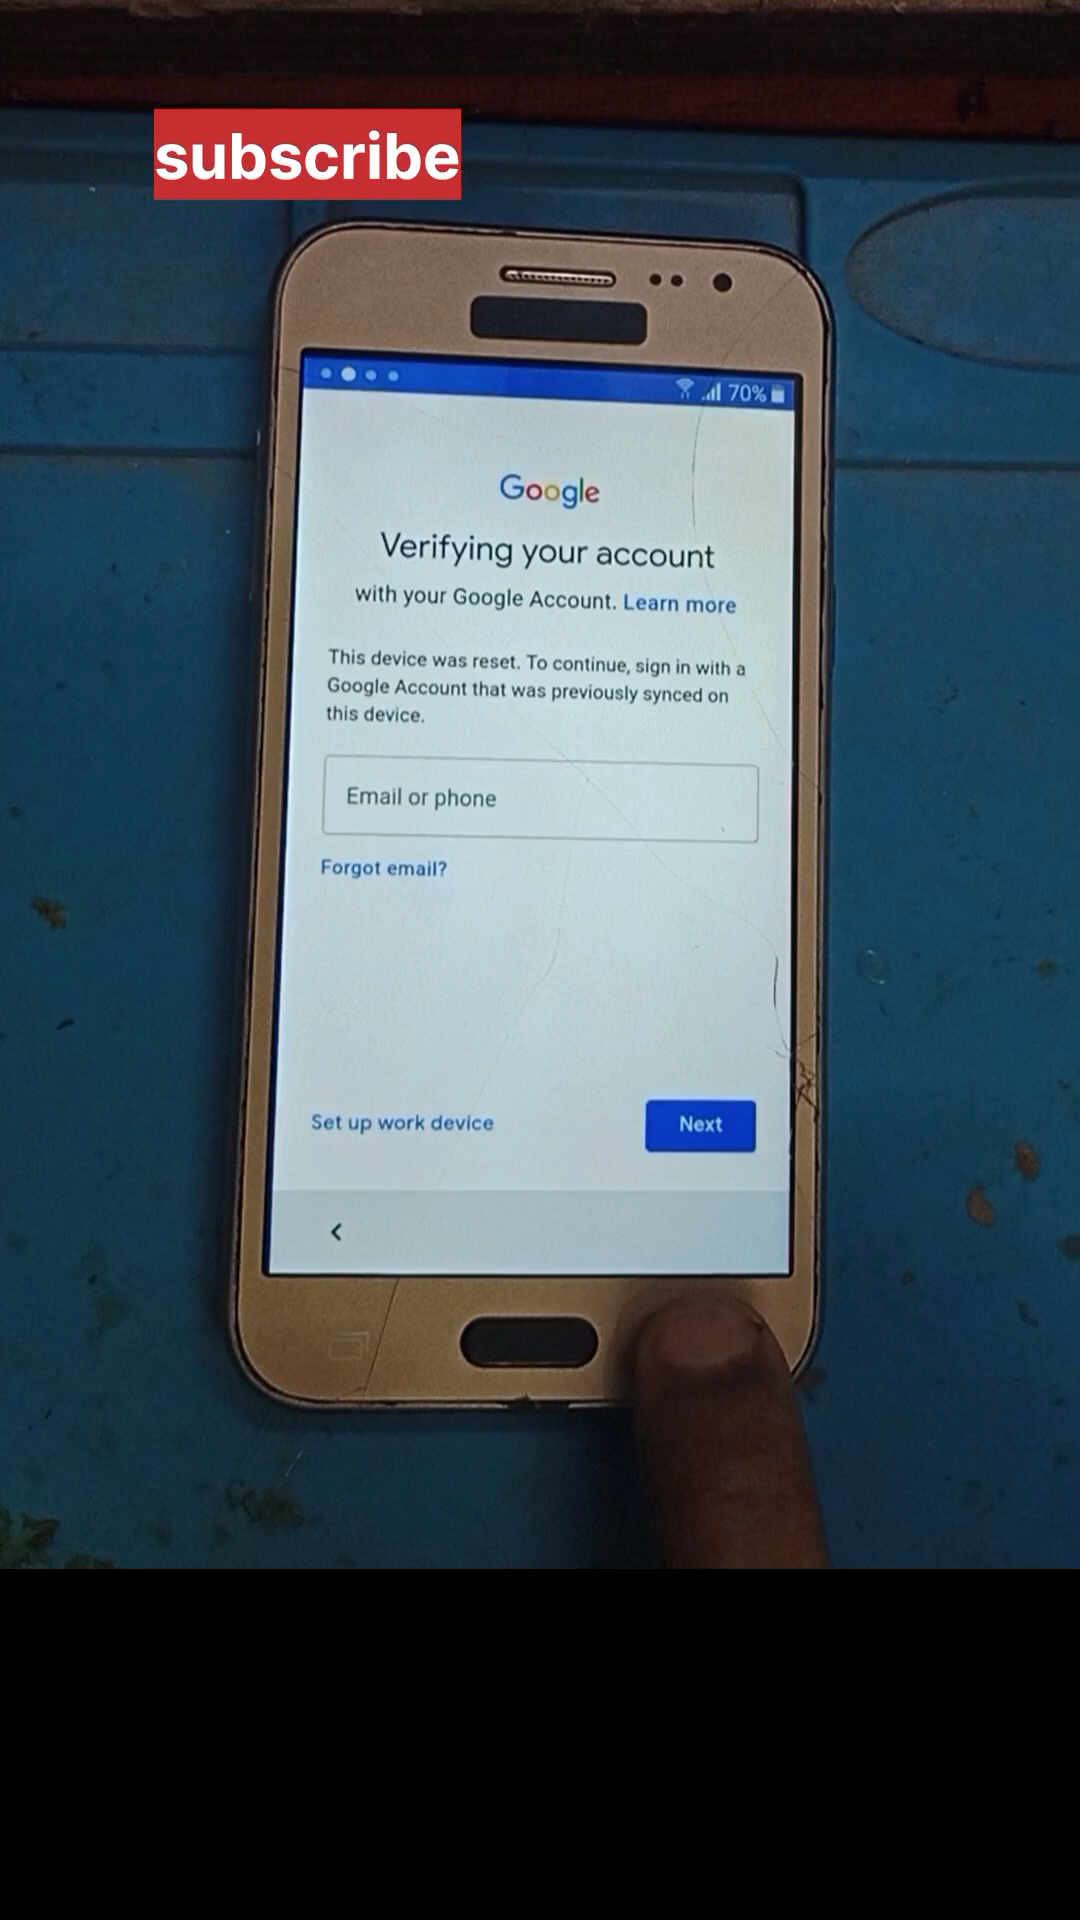 subscribe
70%
Google
Verifying your account
with your Google Account. Learn more
This device was reset. To continue, sign in with a
Google Account that was previously synced on
this device.
Email or phone
Forgot email?
Set up work device
Next